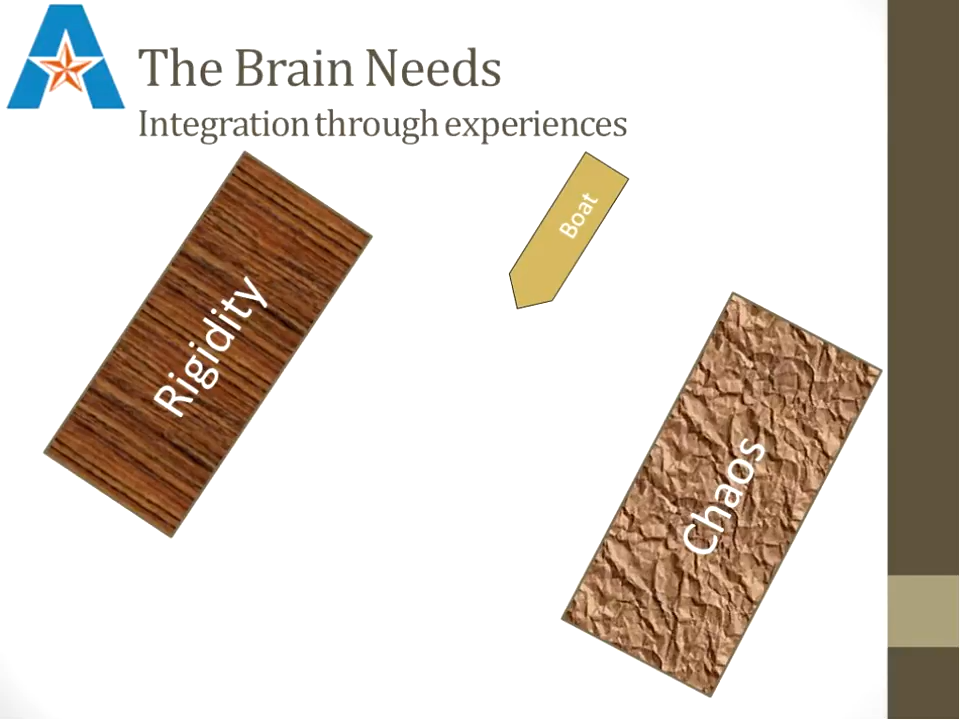 The Brain Needs
Integration through experiences
Boat
Rigidity
Chaos